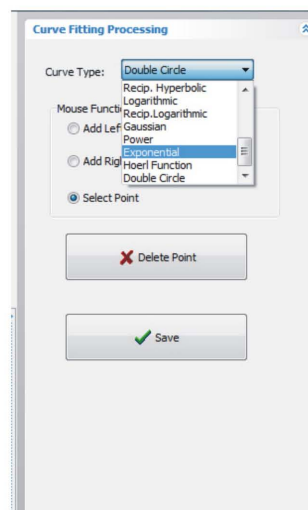 Curve Fitting Processing
Curve Type: Double Circle
Recip. Hyperbolic
Logarithmic
Recip.Logarithmic
Gaussian
Power
Exponential
Hoerl Function
Double Circle
Mouse Functi
Add Lef
Add Rig
Select Point
Delete Point
Save